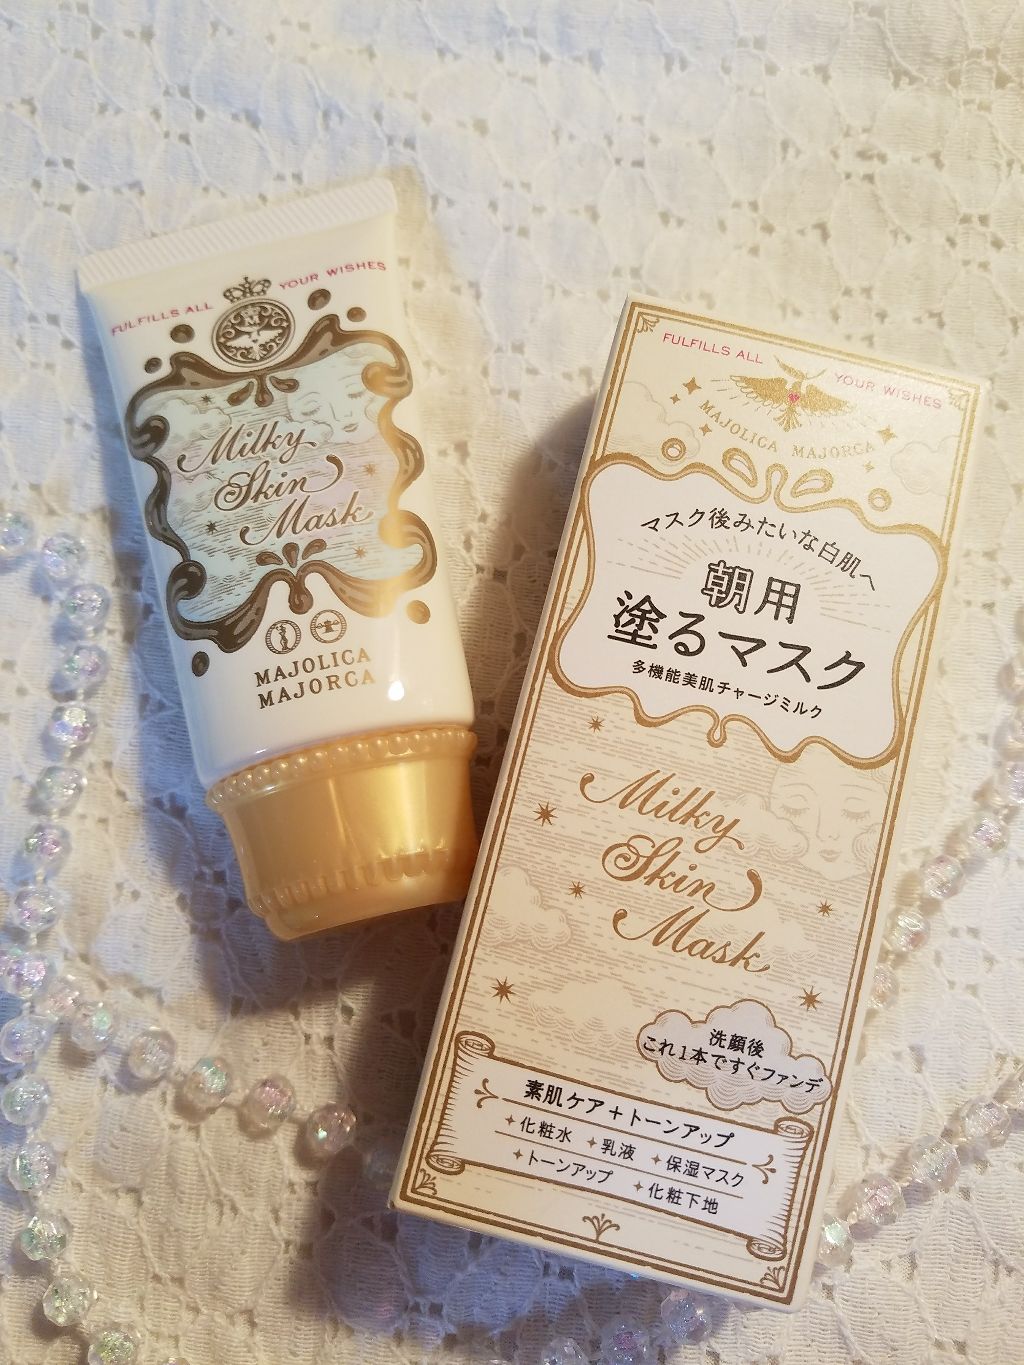 FULFILLS ALL YOUR WISHES
Milky
Skin
Mask
MAJOLICA
MAJORCA
FULFILLS ALL YOUR WISHES
MAJOLICA MAJORCA
マスク後みたいな白肌へ
朝用
塗るマスク
多機能美肌チャージミルク
Milky
Skin
Mask
洗顔後
これ1本ですぐファンデ
素肌ケア+トーンアップ
化粧水 乳液 保湿マスク
トーンアップ 化粧下地